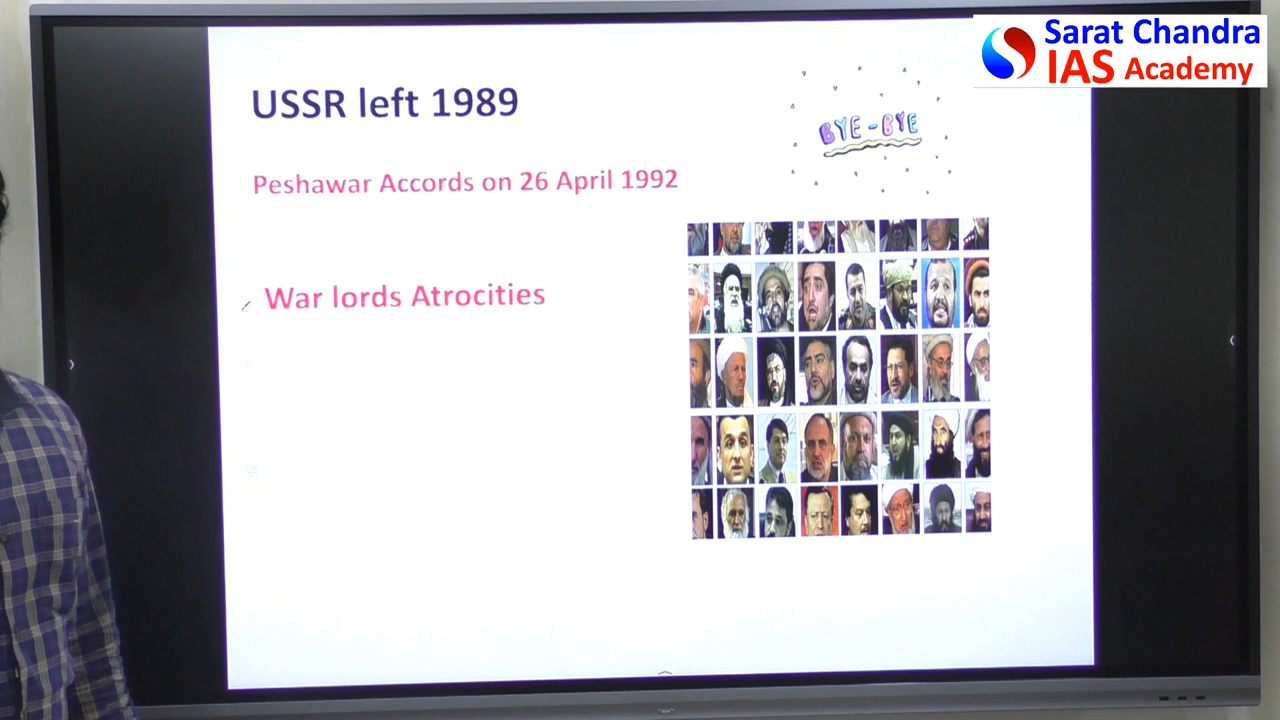 Sarat Chandra
IAS Academy
USSR left 1989
BYE-BYE
Peshawar Accords on 26 April 1992
War lords Atrocities